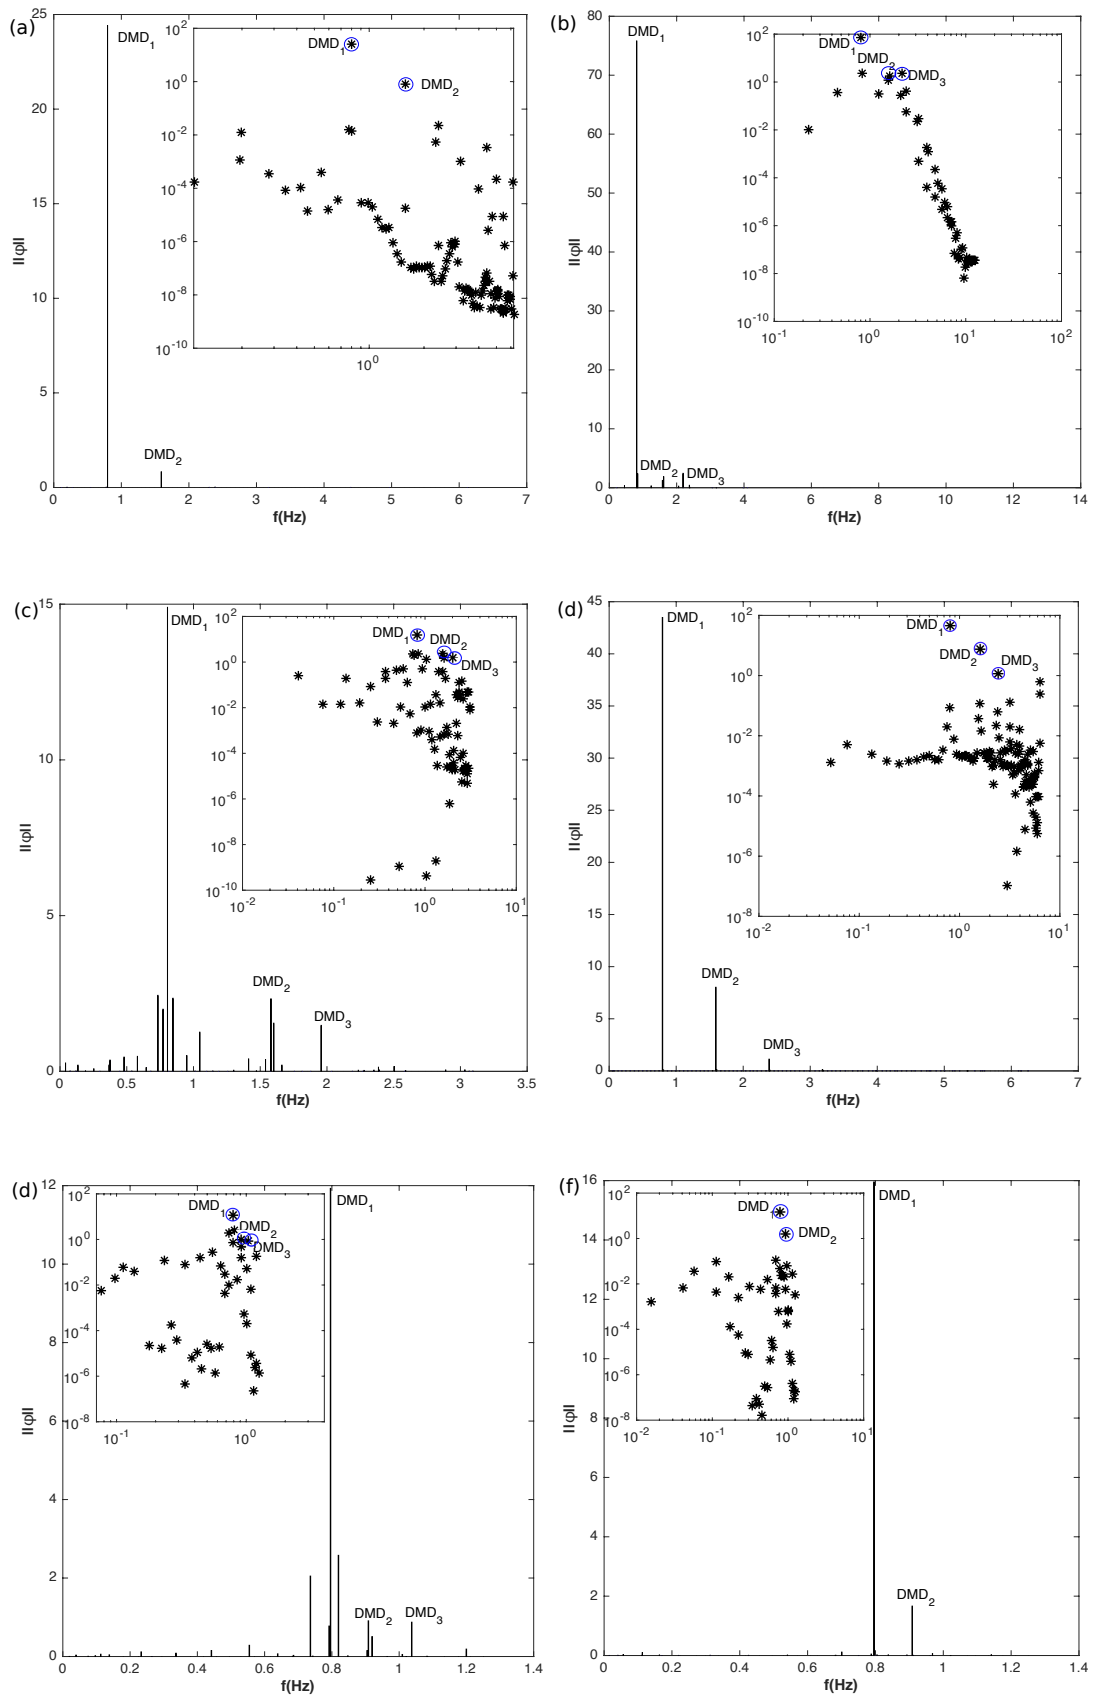 (a)
25
20
15
10
5
0
||φ||
0 1 2 3 4 5 6 7
f(Hz)
DMD1
DMD2
10^2
10^0
10^-2
10^-4
10^-6
10^-8
10^-10
10^0
DMD1
DMD2
(b)
80
70
60
50
40
30
20
10
0
||φ||
0 2 4 6 8 10 12 14
f(Hz)
DMD1
DMD2
DMD3
10^2
10^0
10^-2
10^-4
10^-6
10^-8
10^-10
10^-1 10^0 10^1 10^2
DMD1
DMD2
DMD3
(c)
15
10
5
0
||φ||
0 0.5 1 1.5 2 2.5 3 3.5
f(Hz)
DMD1
DMD2
DMD3
10^2
10^0
10^-2
10^-4
10^-6
10^-8
10^-10
10^-2 10^-1 10^0 10^1
DMD1
DMD2
DMD3
(d)
45
40
35
30
25
20
15
10
5
0
||φ||
0 1 2 3 4 5 6 7
f(Hz)
DMD1
DMD2
DMD3
10^2
10^0
10^-2
10^-4
10^-6
10^-8
10^-2 10^-1 10^0 10^1
DMD1
DMD2
DMD3
(d)
12
10
8
6
4
2
0
||φ||
0 0.2 0.4 0.6 0.8 1 1.2 1.4
f(Hz)
DMD1
DMD2
DMD3
10^2
10^0
10^-2
10^-4
10^-6
10^-8
10^-1 10^0
DMD1
DMD2
DMD3
(f)
16
14
12
10
8
6
4
2
0
||φ||
0 0.2 0.4 0.6 0.8 1 1.2 1.4
f(Hz)
DMD1
DMD2
10^2
10^0
10^-2
10^-4
10^-6
10^-8
10^-2 10^-1 10^0 10^1
DMD1
DMD2